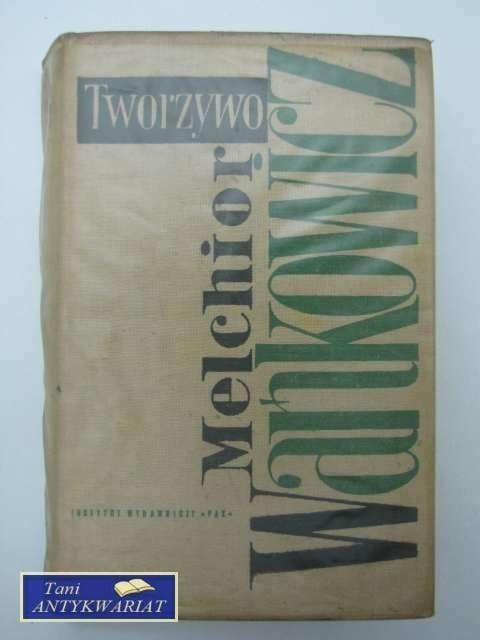 Tworzywo
Melchior
Wańkowicz
INSTYTUT WYDAWNICZY »PAX«
Tani
ANTYKWARIAT